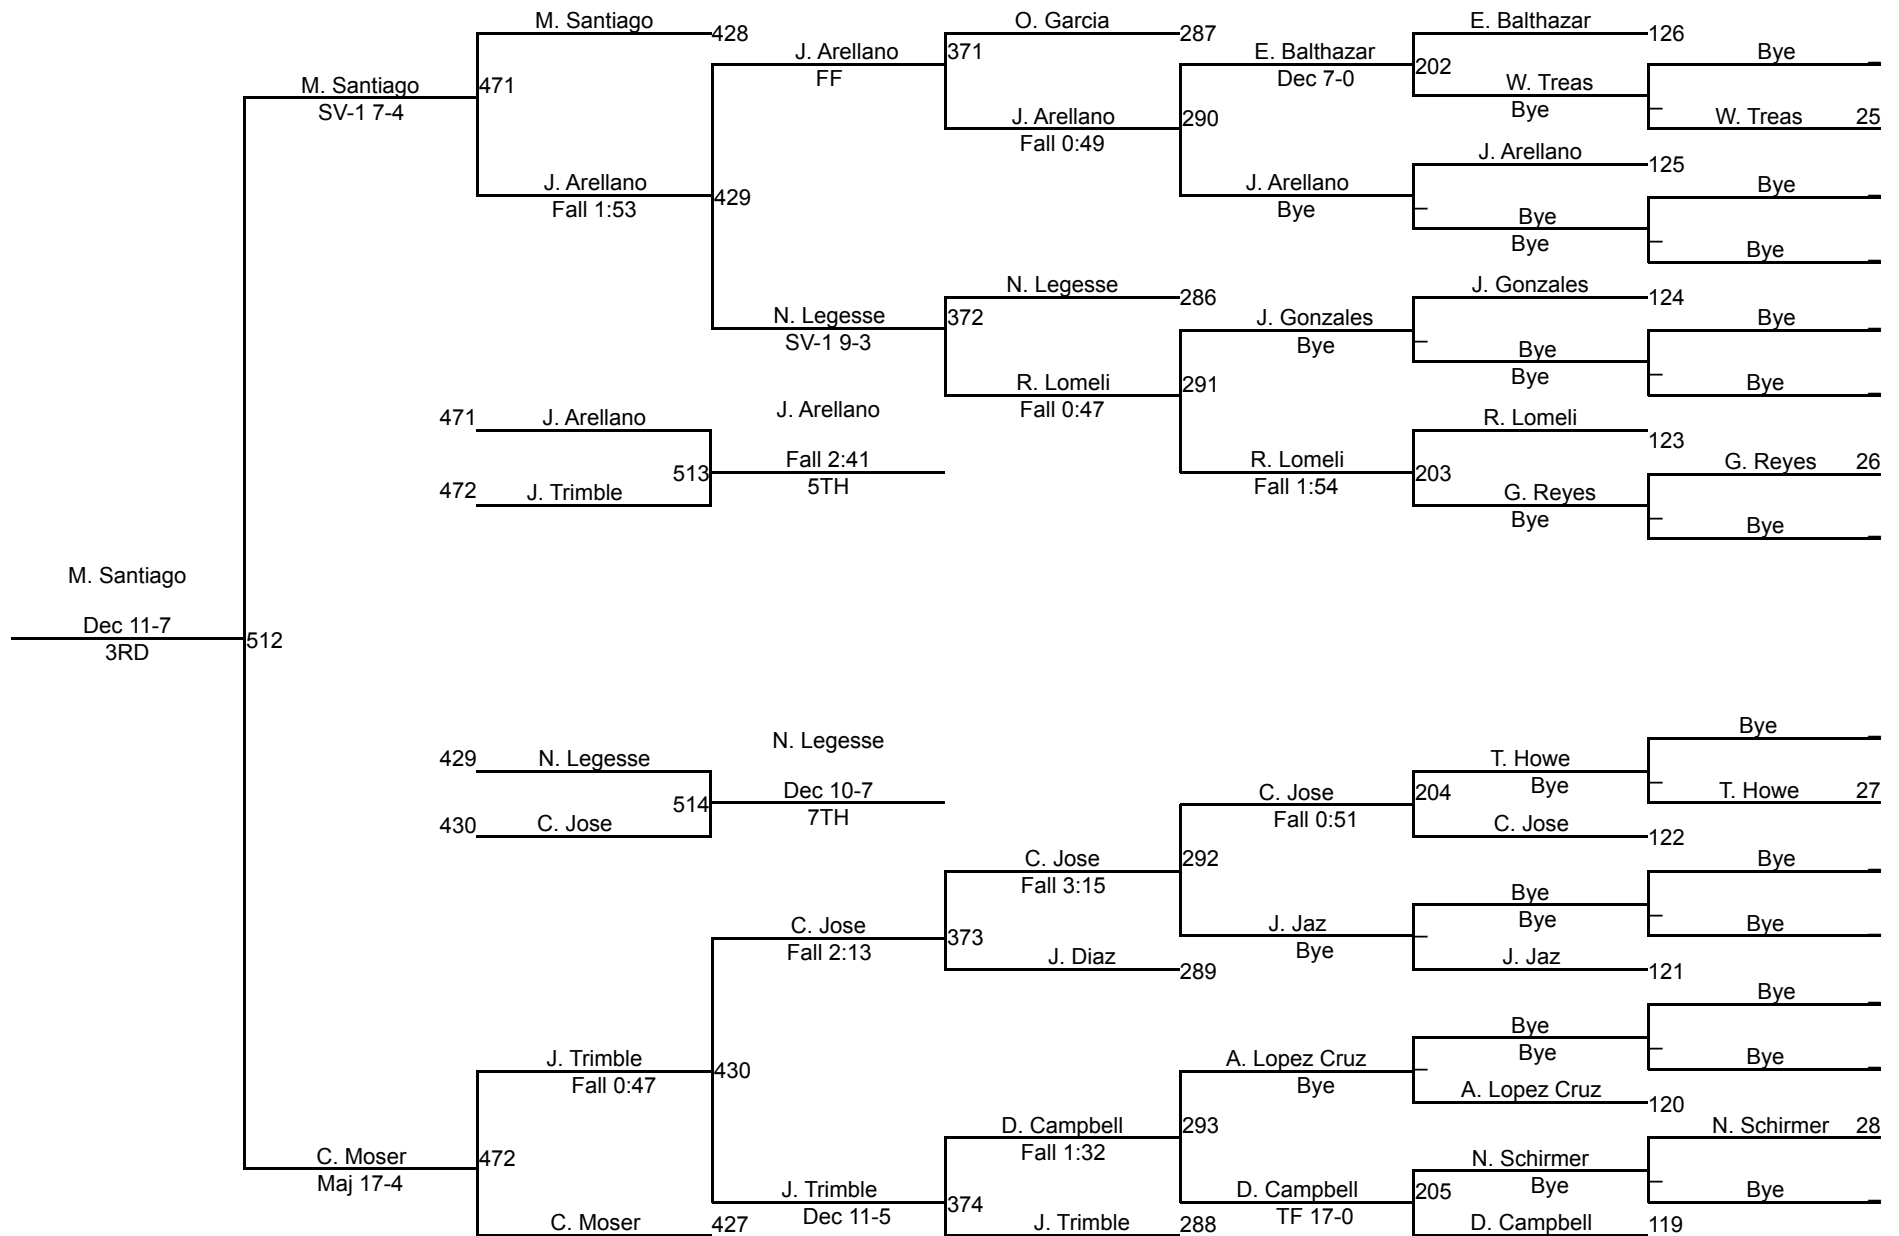 M. Santiago
428
O. Garcia
287
E. Balthazar
126
J. Arellano
FF
371
E. Balthazar
Dec 7-0
202
Bye
M. Santiago
SV-1 7-4
471
W. Treas
Bye
J. Arellano
Fall 0:49
290
W. Treas 25
J. Arellano
125
J. Arellano
Fall 1:53
429
J. Arellano
Bye
Bye
Bye
Bye
Bye
N. Legesse
286
J. Gonzales
124
N. Legesse
SV-1 9-3
372
J. Gonzales
Bye
Bye
Bye
Bye
R. Lomeli
Fall 0:47
291
Bye
471 J. Arellano
J. Arellano
R. Lomeli
123
513
Fall 2:41
5TH
R. Lomeli
Fall 1:54
203
G. Reyes 26
472 J. Trimble
G. Reyes
Bye
Bye
M. Santiago
Dec 11-7
3RD
512
N. Legesse
Bye
429 N. Legesse
T. Howe
Bye
514
Dec 10-7
7TH
C. Jose
Fall 0:51
204
T. Howe 27
430 C. Jose
C. Jose
122
C. Jose
Fall 3:15
292
Bye
Bye
Bye
C. Jose
Fall 2:13
373
J. Jaz
Bye
Bye
J. Diaz
289
J. Jaz
121
Bye
Bye
Bye
J. Trimble
Fall 0:47
430
A. Lopez Cruz
Bye
Bye
A. Lopez Cruz
120
D. Campbell
Fall 1:32
293
N. Schirmer 28
C. Moser
Maj 17-4
472
N. Schirmer
Bye
J. Trimble
Dec 11-5
374
D. Campbell
TF 17-0
205
Bye
C. Moser
427
J. Trimble
288
D. Campbell
119